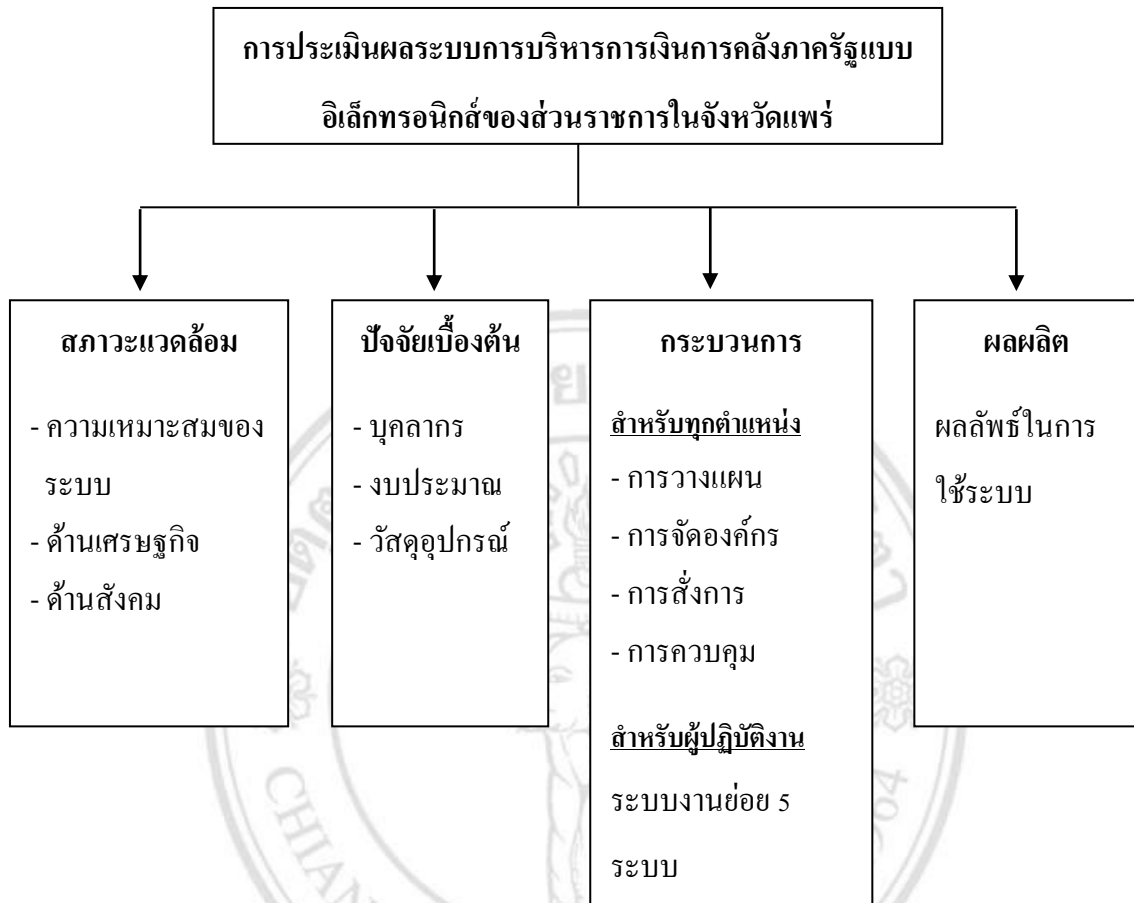 การประเมินผลระบบการบริหารการเงินการคลังภาครัฐแบบ
อิเล็กทรอนิกส์ของส่วนราชการในจังหวัดแพร่
สภาวะแวดล้อม
- ความเหมาะสมของ
ระบบ
- ด้านเศรษฐกิจ
- ด้านสังคม
ปัจจัยเบื้องต้น
- บุคลากร
- งบประมาณ
- วัสดุอุปกรณ์
กระบวนการ
สำหรับทุกตำแหน่ง
- การวางแผน
- การจัดองค์กร
- การสั่งการ
- การควบคุม
สำหรับผู้ปฏิบัติงาน
ระบบงานย่อย 5
ระบบ
ผลผลิต
ผลลัพธ์ในการ
ใช้ระบบ
CHIAN